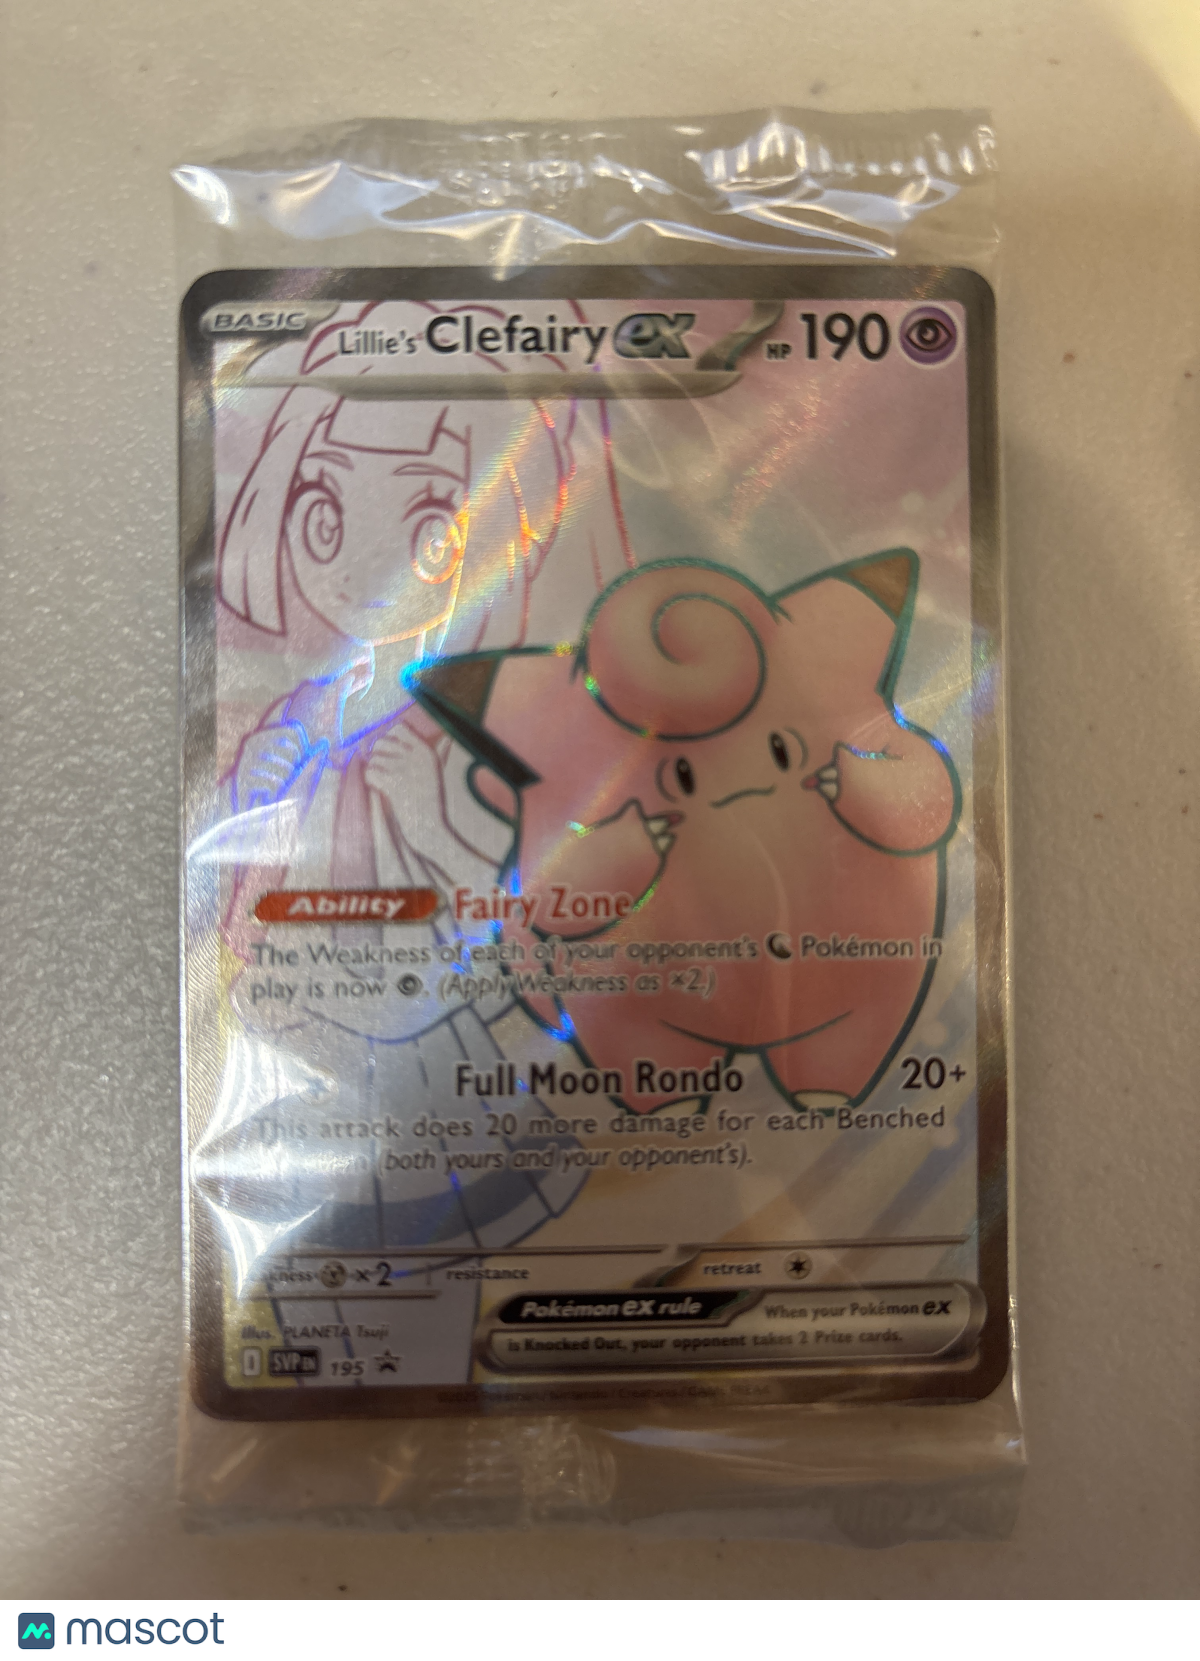 BASIC
Lillie's Clefairy ex HP 190
Ability Fairy Zone
The Weakness of each of your opponent's Pokémon in
play is now . (Apply Weakness as ×2.)
Full Moon Rondo 20+
This attack does 20 more damage for each Benched
(both yours and your opponent's).
×2 resistance retreat
Pokémon ex rule When your Pokémon ex
is Knocked Out, your opponent takes 2 Prize cards.
Illus. PLANETA Tsuji
I SVP EN 195
mascot